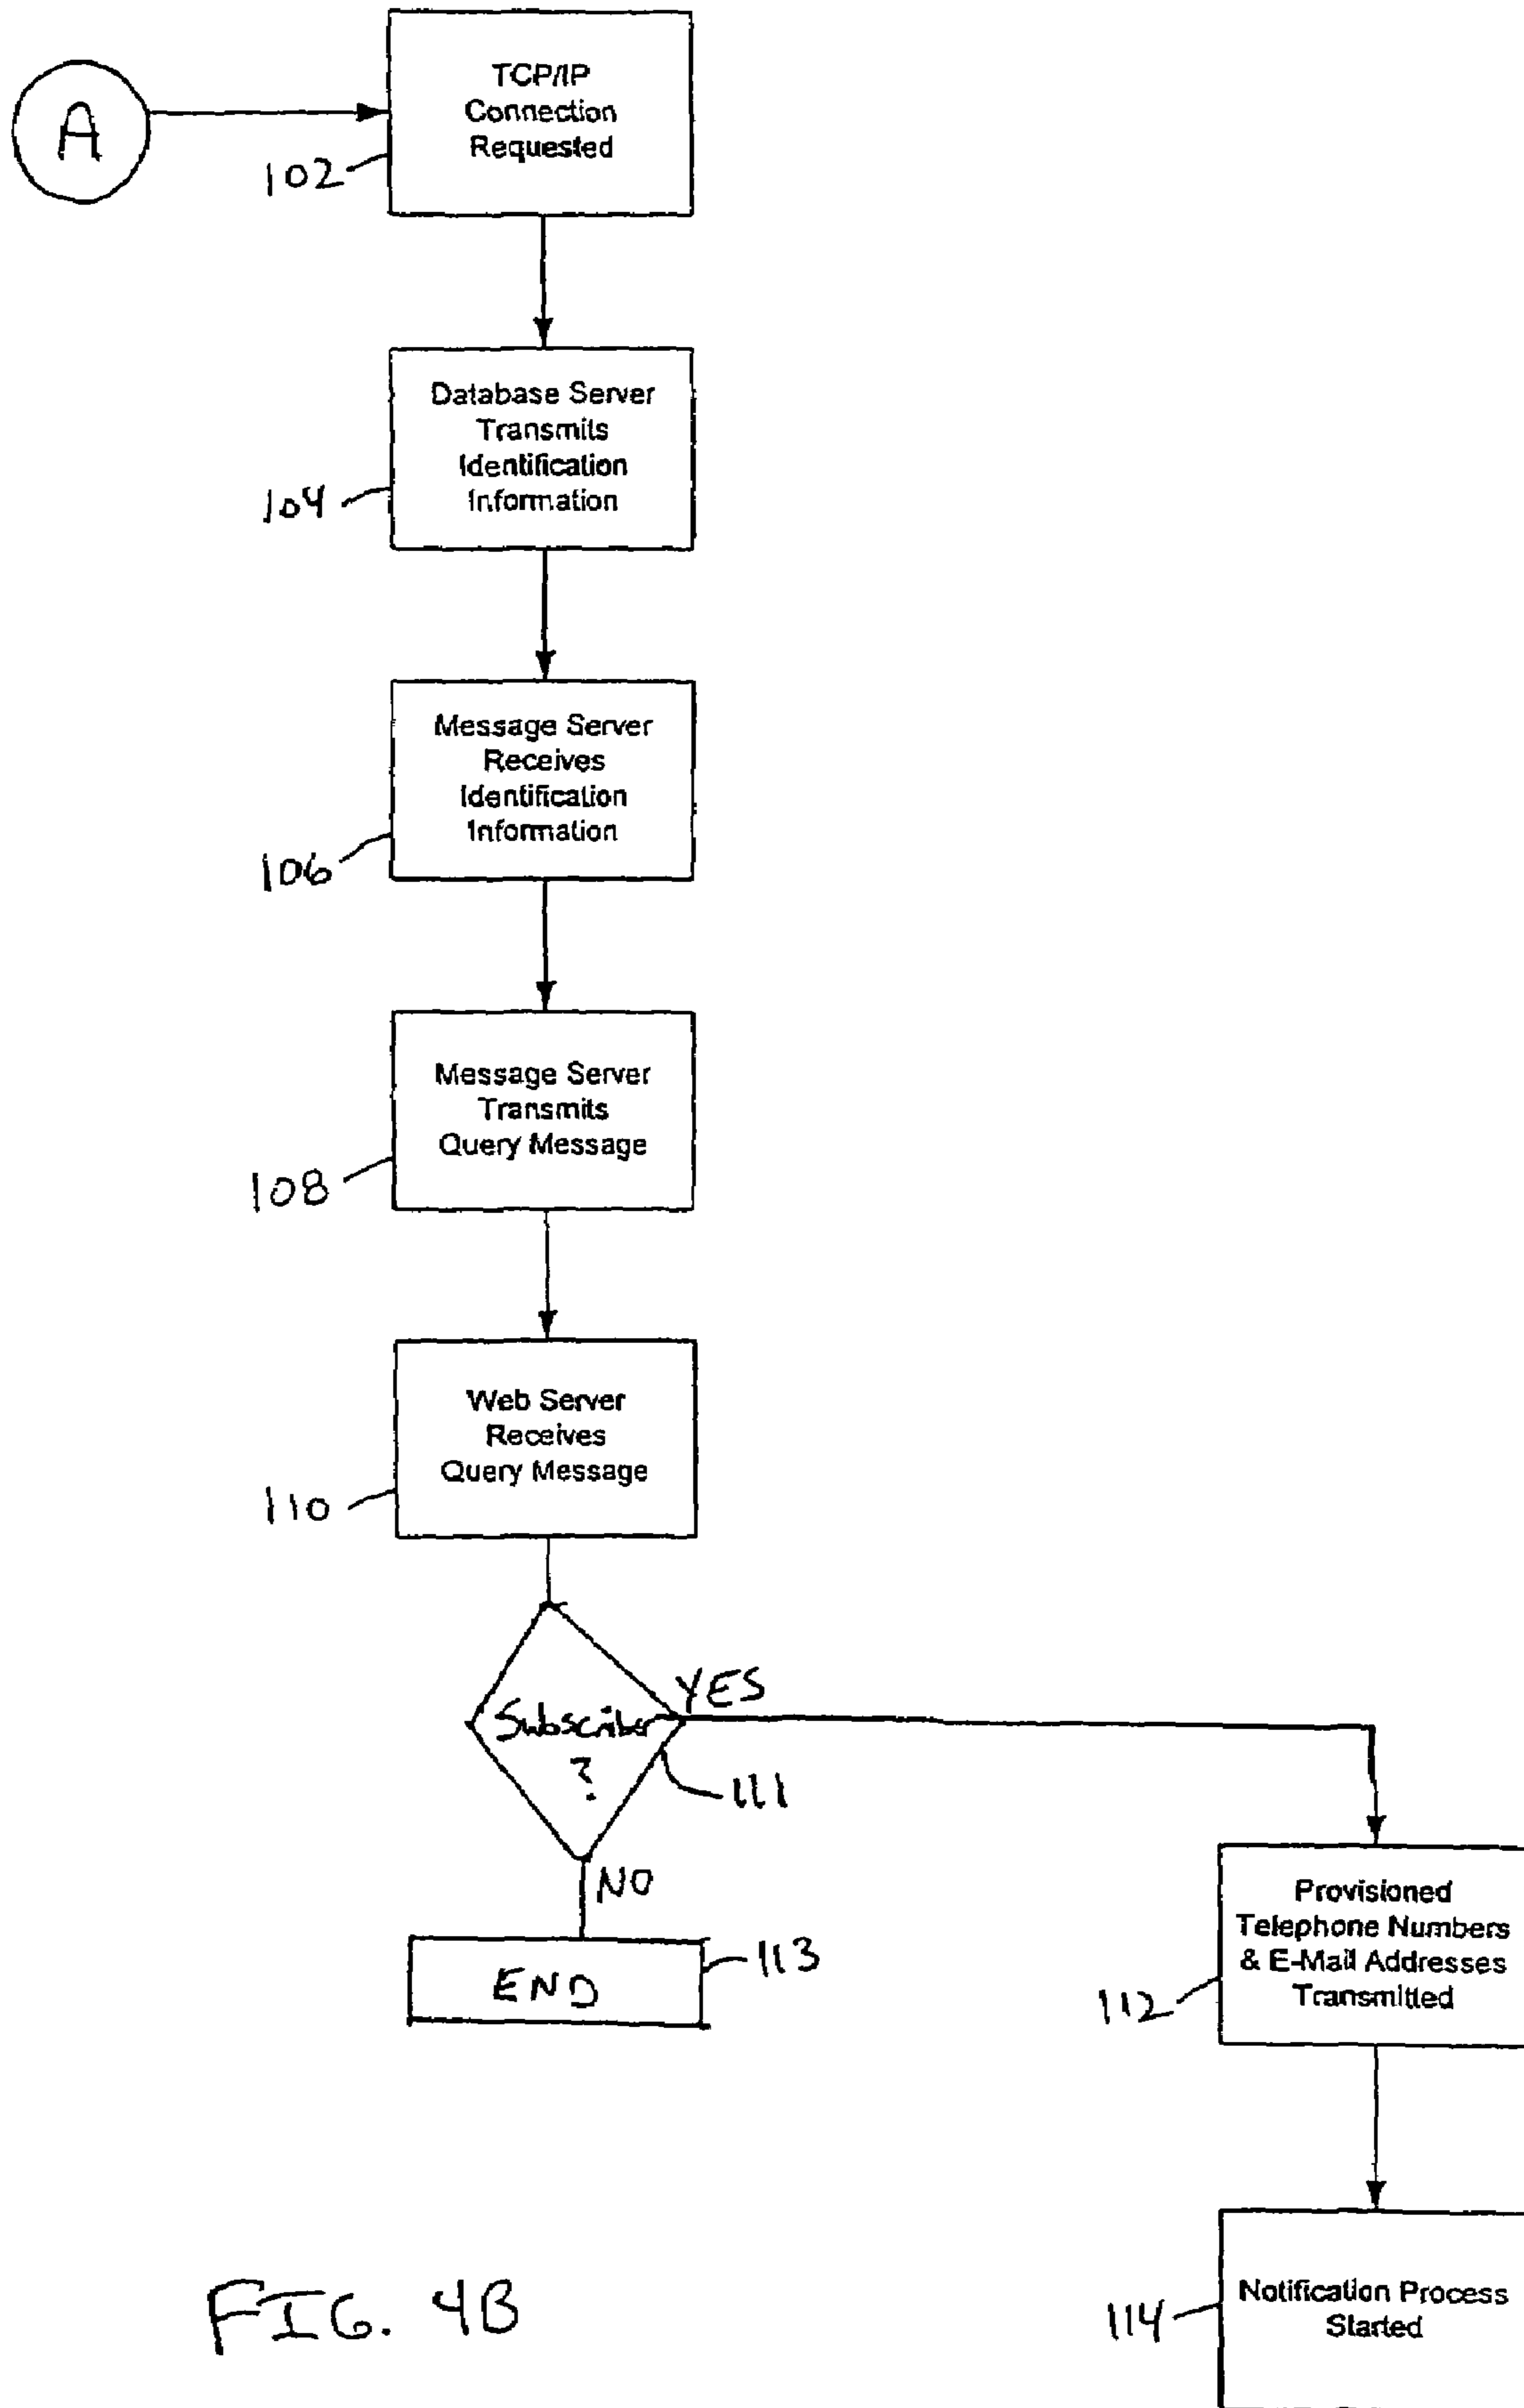 A
TCP/IP
Connection
Requested
102
Database Server
Transmits
Identification
Information
104
Message Server
Receives
Identification
Information
106
Message Server
Transmits
Query Message
108
Web Server
Receives
Query Message
110
Subscriber
?
YES
111
NO
END
113
Provisioned
Telephone Numbers
& E-Mail Addresses
Transmitted
112
Notification Process
Started
114
FIG. 4B